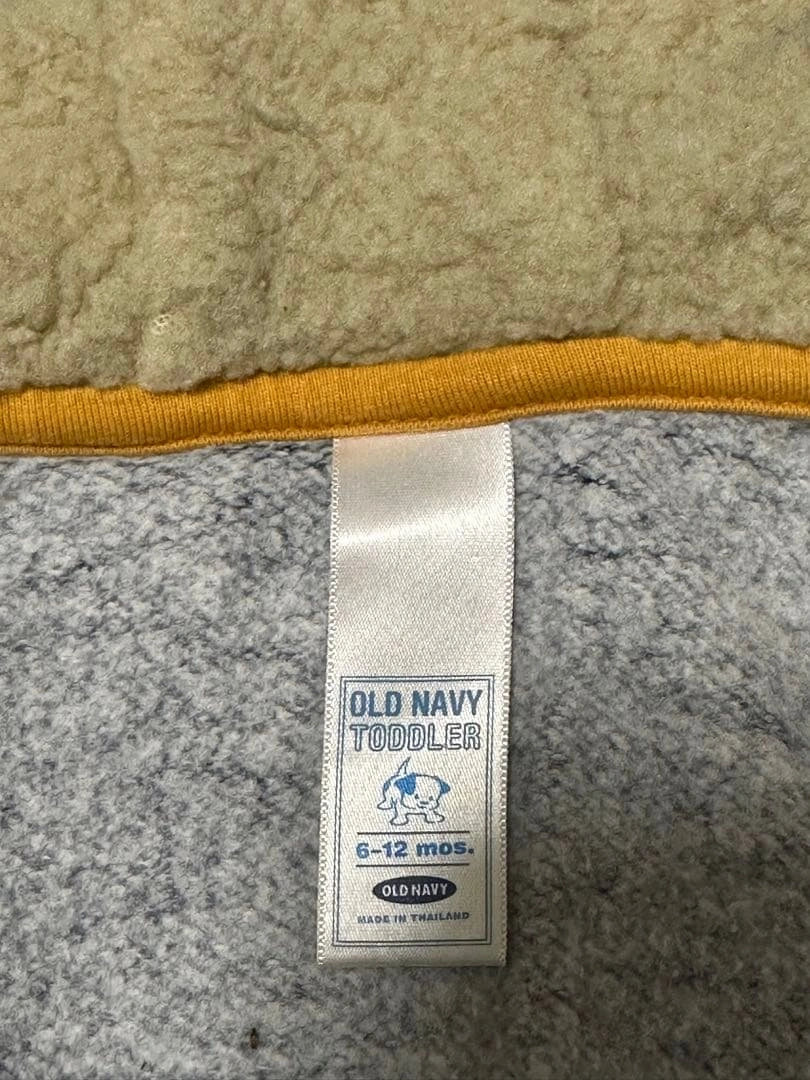 OLD NAVY
TODDLER
6-12 mos.
OLD NAVY
MADE IN THAILAND